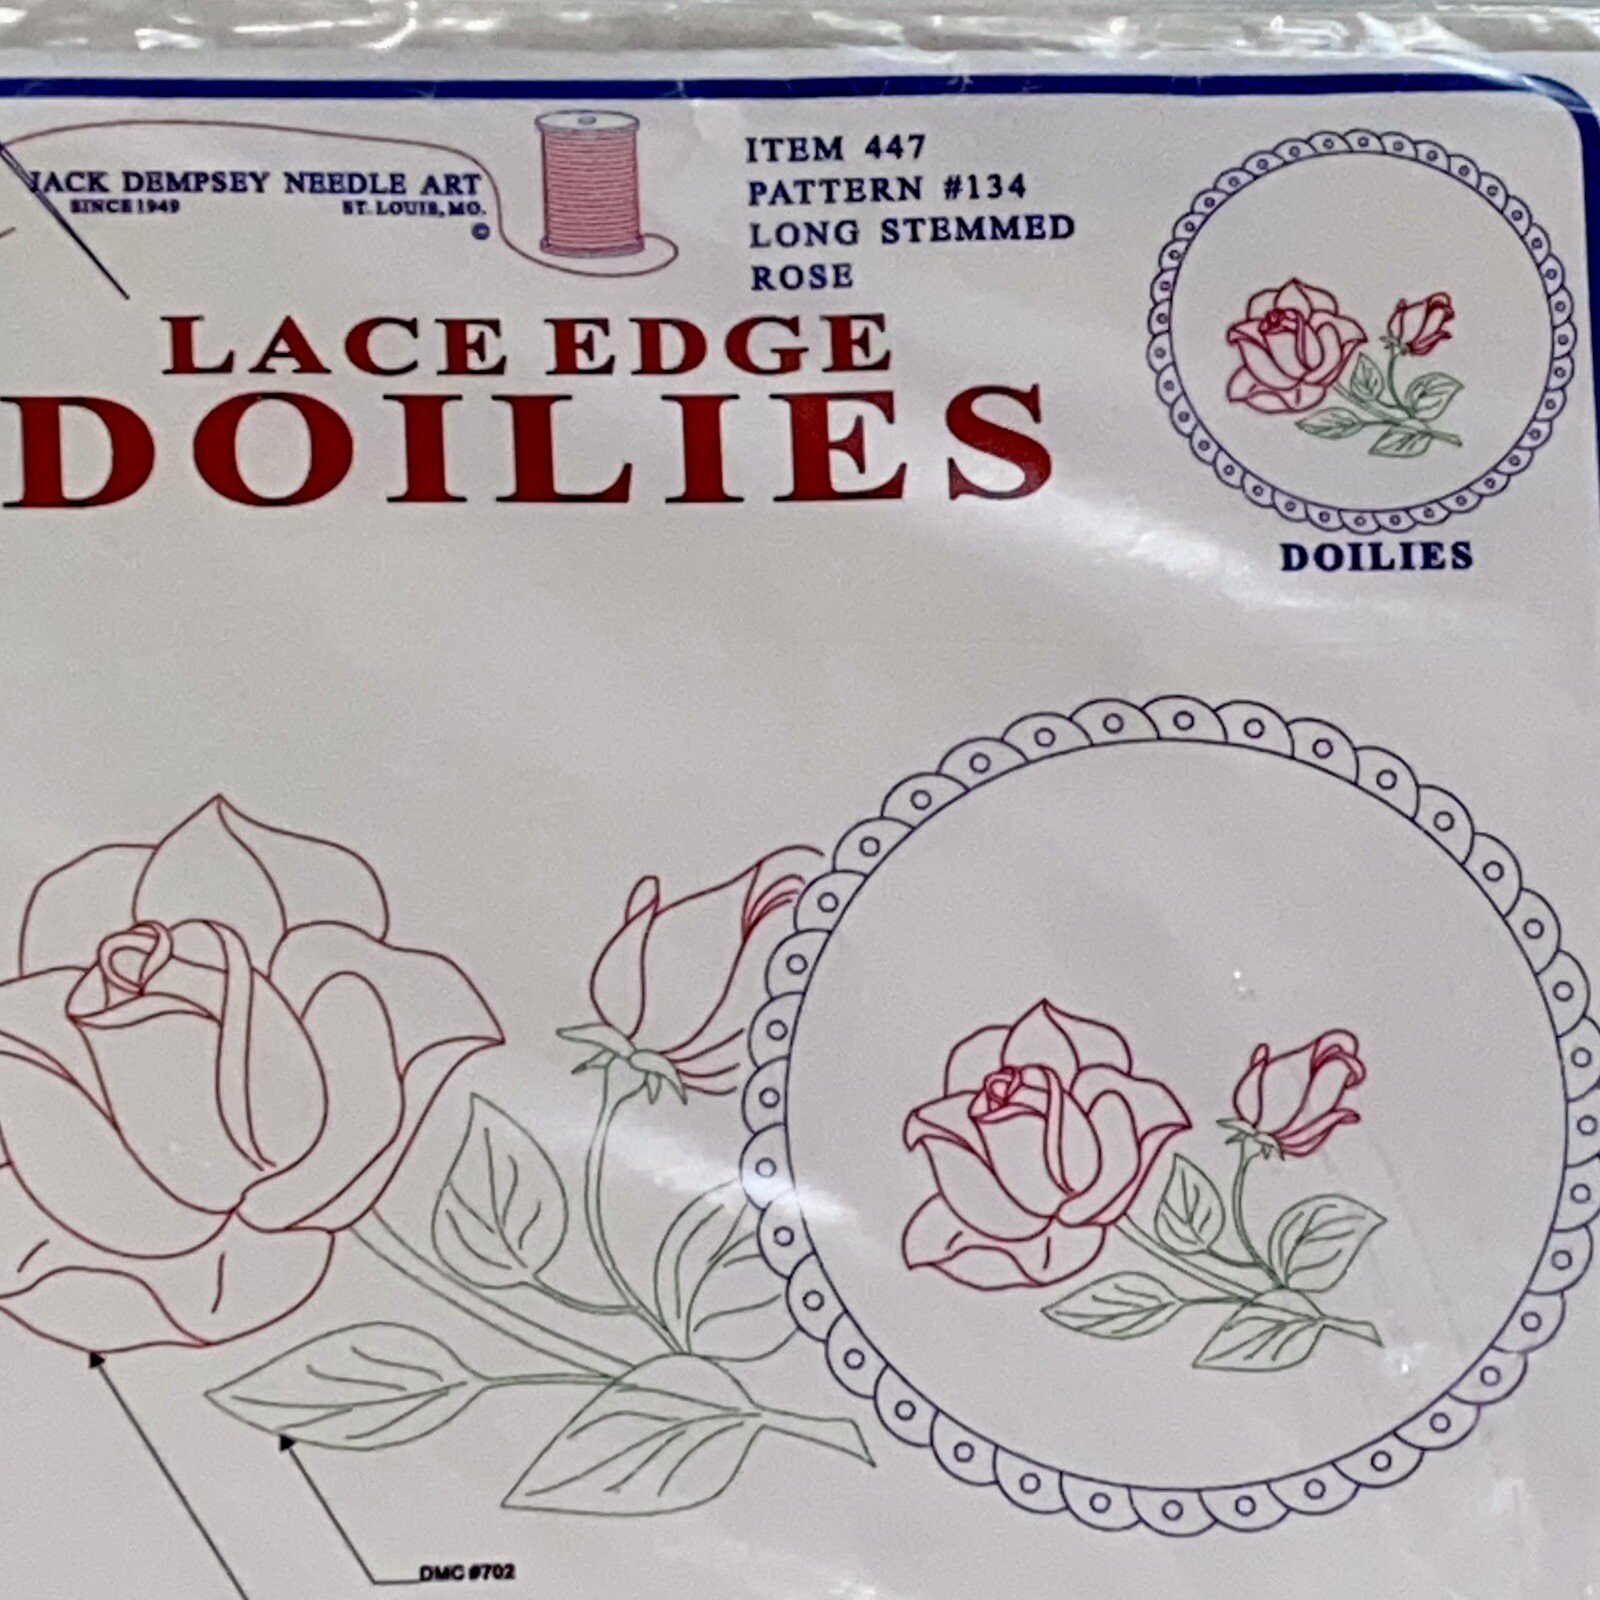 JACK DEMPSEY NEEDLE ART
SINCE 1949 ST. LOUIS, MO.
©
ITEM 447
PATTERN #134
LONG STEMMED
ROSE
LACE EDGE
DOILIES
DOILIES
DMC #702